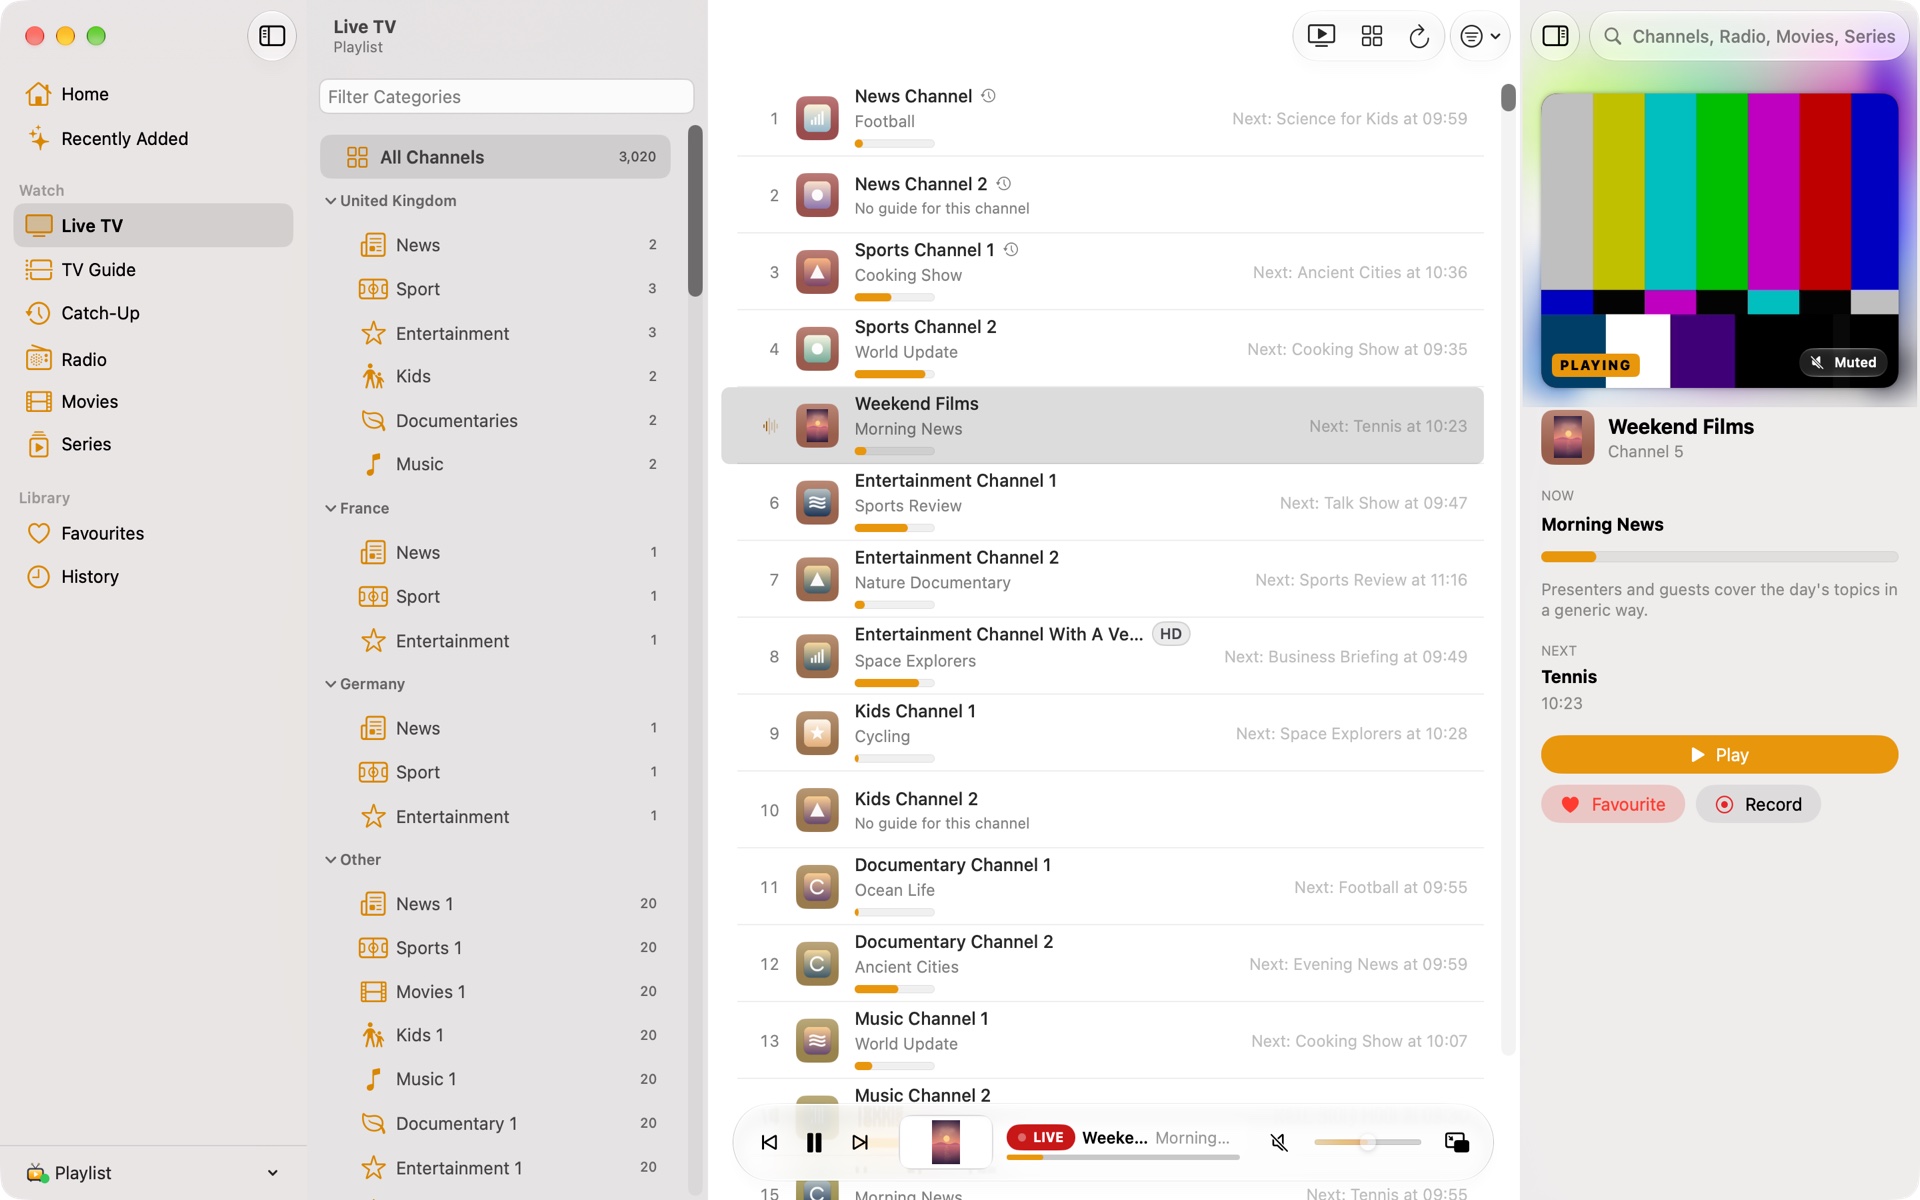 Home
Recently Added
Watch
Live TV
TV Guide
Catch-Up
Radio
Movies
Series
Library
Favourites
History
Playlist
Live TV
Playlist
Filter Categories
All Channels 3,020
United Kingdom
News 2
Sport 3
Entertainment 3
Kids 2
Documentaries 2
Music 2
France
News 1
Sport 1
Entertainment 1
Germany
News 1
Sport 1
Entertainment 1
Other
News 1 20
Sports 1 20
Movies 1 20
Kids 1 20
Music 1 20
Documentary 1 20
Entertainment 1 20
1 News Channel
Football
Next: Science for Kids at 09:59
2 News Channel 2
No guide for this channel
3 Sports Channel 1
Cooking Show
Next: Ancient Cities at 10:36
4 Sports Channel 2
World Update
Next: Cooking Show at 09:35
Weekend Films
Morning News
Next: Tennis at 10:23
6 Entertainment Channel 1
Sports Review
Next: Talk Show at 09:47
7 Entertainment Channel 2
Nature Documentary
Next: Sports Review at 11:16
8 Entertainment Channel With A Ve... HD
Space Explorers
Next: Business Briefing at 09:49
9 Kids Channel 1
Cycling
Next: Space Explorers at 10:28
10 Kids Channel 2
No guide for this channel
11 Documentary Channel 1
C
Ocean Life
Next: Football at 09:55
12 Documentary Channel 2
C
Ancient Cities
Next: Evening News at 09:59
13 Music Channel 1
World Update
Next: Cooking Show at 10:07
Music Channel 2
LIVE Weeke... Morning...
15 C Morning News
Next: Tennis at 09:55
Channels, Radio, Movies, Series
PLAYING
Muted
Weekend Films
Channel 5
NOW
Morning News
Presenters and guests cover the day's topics in
a generic way.
NEXT
Tennis
10:23
Play
Favourite
Record